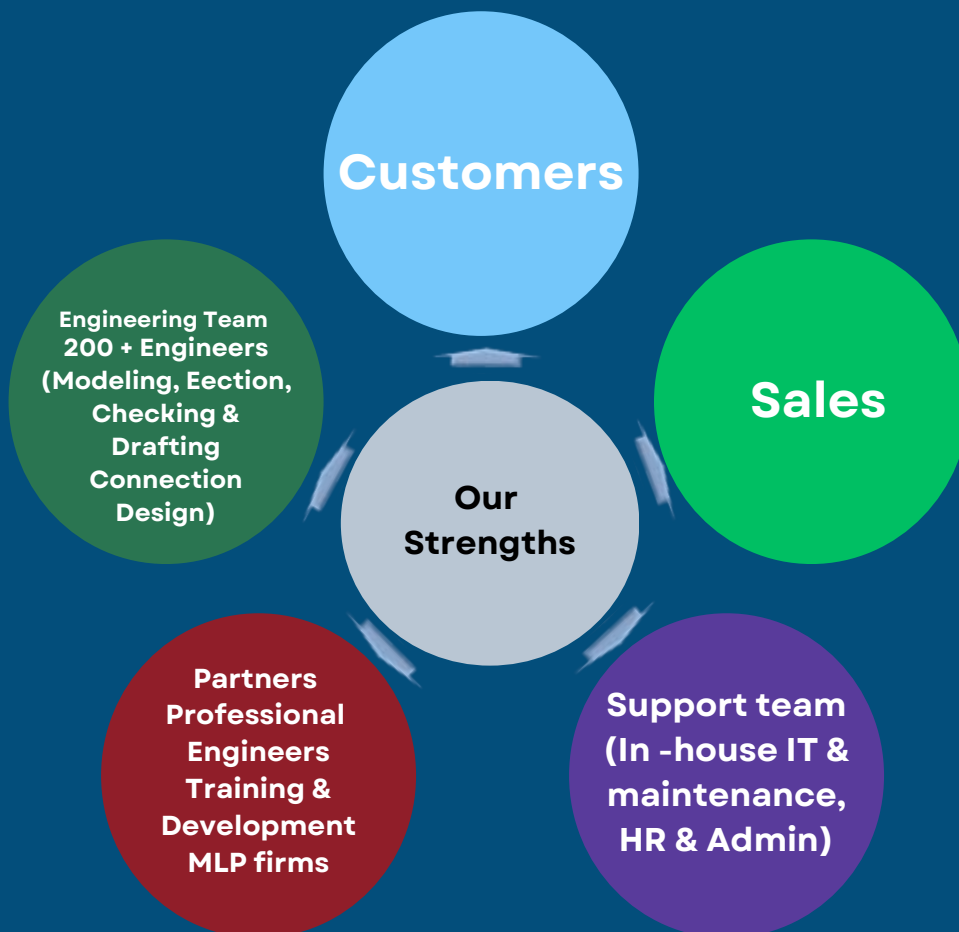 Customers
Engineering Team
200 + Engineers
(Modeling, Eection,
Checking &
Drafting
Connection
Design)
Sales
Our
Strengths
Partners
Professional
Engineers
Training &
Development
MLP firms
Support team
(In -house IT &
maintenance,
HR & Admin)